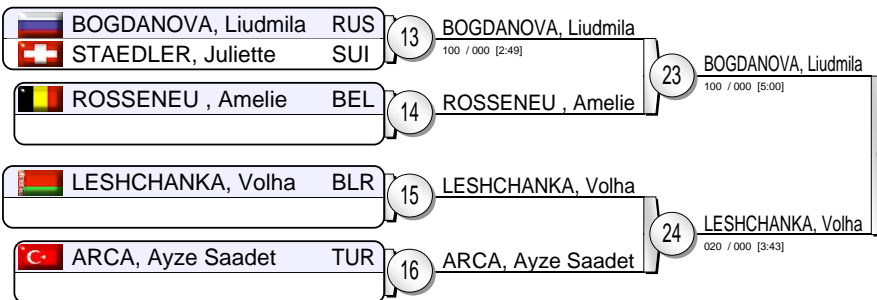 BOGDANOVA, Liudmila RUS
STAEDLER, Juliette SUI
13
BOGDANOVA, Liudmila
100 / 000 [2:49]
ROSSENEU , Amelie BEL
14
ROSSENEU , Amelie
23
BOGDANOVA, Liudmila
100 / 000 [5:00]
LESHCHANKA, Volha BLR
15
LESHCHANKA, Volha
ARCA, Ayze Saadet TUR
16
ARCA, Ayze Saadet
24
LESHCHANKA, Volha
020 / 000 [3:43]